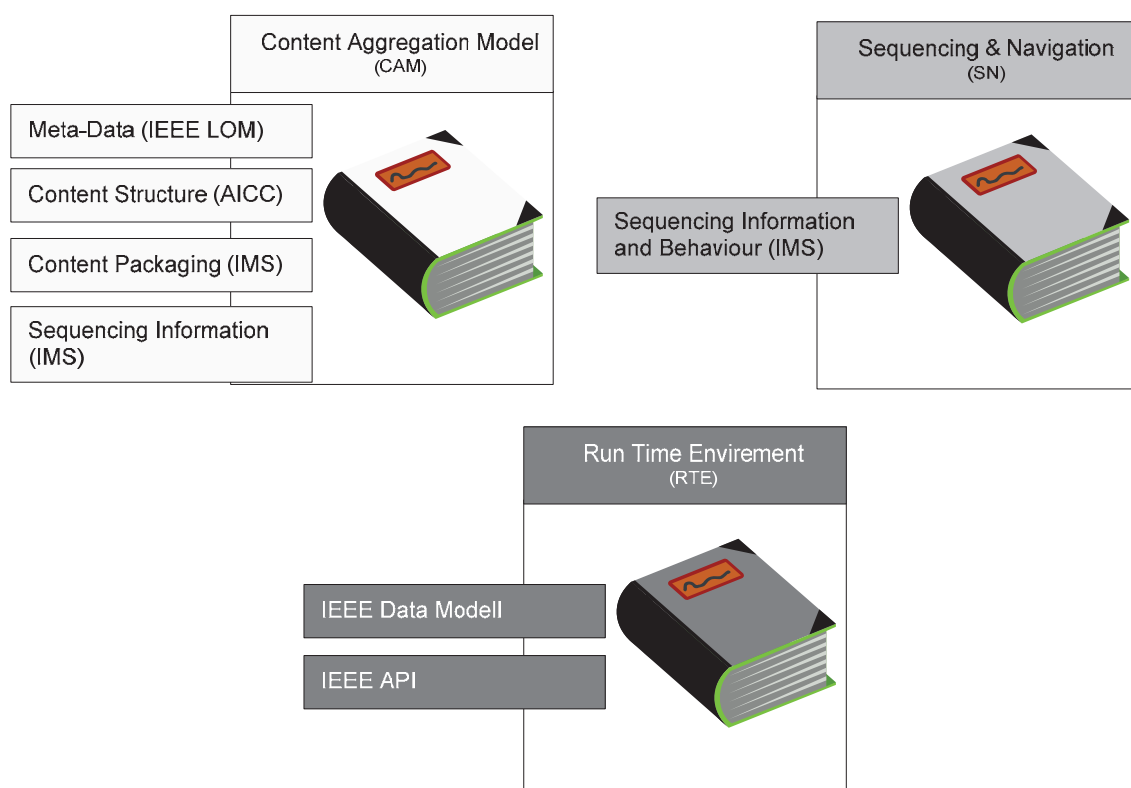 Content Aggregation Model
(CAM)
Meta-Data (IEEE LOM)
Content Structure (AICC)
Content Packaging (IMS)
Sequencing Information
(IMS)
Sequencing & Navigation
(SN)
Sequencing Information
and Behaviour (IMS)
Run Time Envirement
(RTE)
IEEE Data Modell
IEEE API